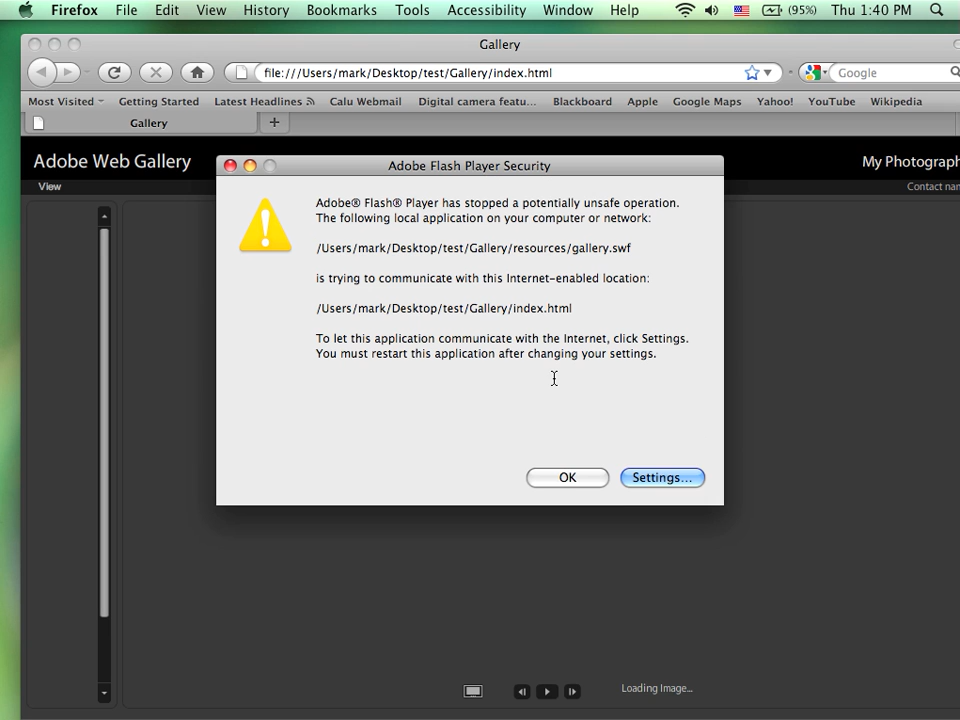 Firefox File Edit View History Bookmarks Tools Accessibility Window Help (95%) Thu 1:40 PM
Gallery
file:///Users/mark/Desktop/test/Gallery/index.html Google
Most Visited Getting Started Latest Headlines Calu Webmail Digital camera featu... Blackboard Apple Google Maps Yahoo! YouTube Wikipedia
Gallery +
Adobe Web Gallery My Photograph
View Contact nam
Adobe Flash Player Security
Adobe® Flash® Player has stopped a potentially unsafe operation.
The following local application on your computer or network:
/Users/mark/Desktop/test/Gallery/resources/gallery.swf
is trying to communicate with this Internet-enabled location:
/Users/mark/Desktop/test/Gallery/index.html
To let this application communicate with the Internet, click Settings.
You must restart this application after changing your settings.
OK Settings...
Loading Image...